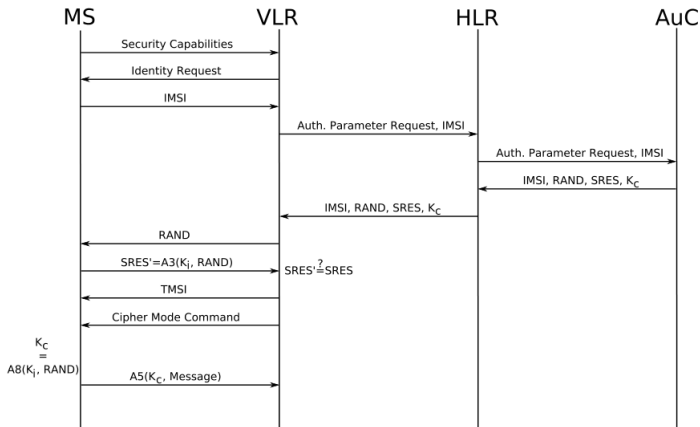 MS VLR HLR AuC
Security Capabilities
Identity Request
IMSI
Auth. Parameter Request, IMSI
Auth. Parameter Request, IMSI
IMSI, RAND, SRES, Kc
IMSI, RAND, SRES, Kc
RAND
SRES'=A3(Ki, RAND)
?
SRES'=SRES
TMSI
Cipher Mode Command
Kc
=
A8(Ki, RAND)
A5(Kc, Message)